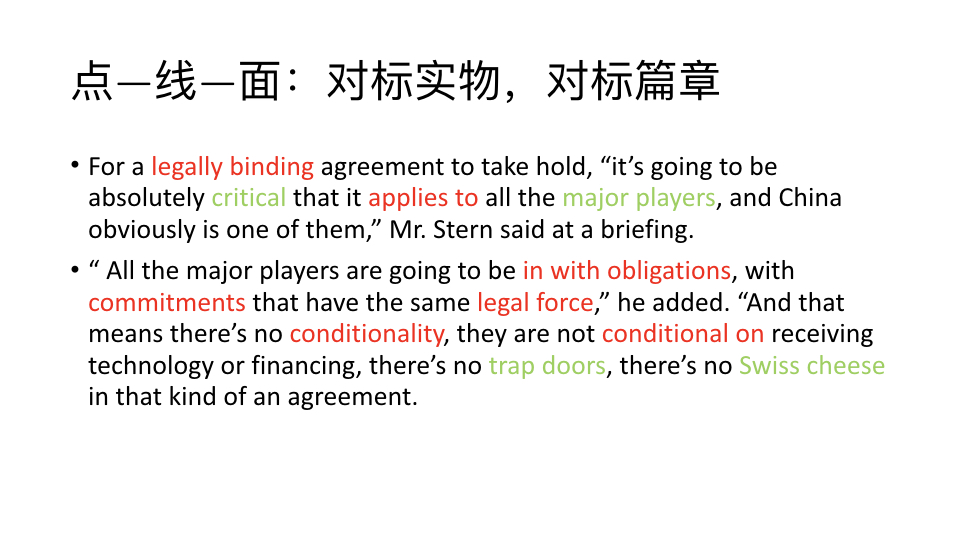 点—线—面：对标实物，对标篇章
• For a legally binding agreement to take hold, “it’s going to be
absolutely critical that it applies to all the major players, and China
obviously is one of them,” Mr. Stern said at a briefing.
• “ All the major players are going to be in with obligations, with
commitments that have the same legal force,” he added. “And that
means there’s no conditionality, they are not conditional on receiving
technology or financing, there’s no trap doors, there’s no Swiss cheese
in that kind of an agreement.